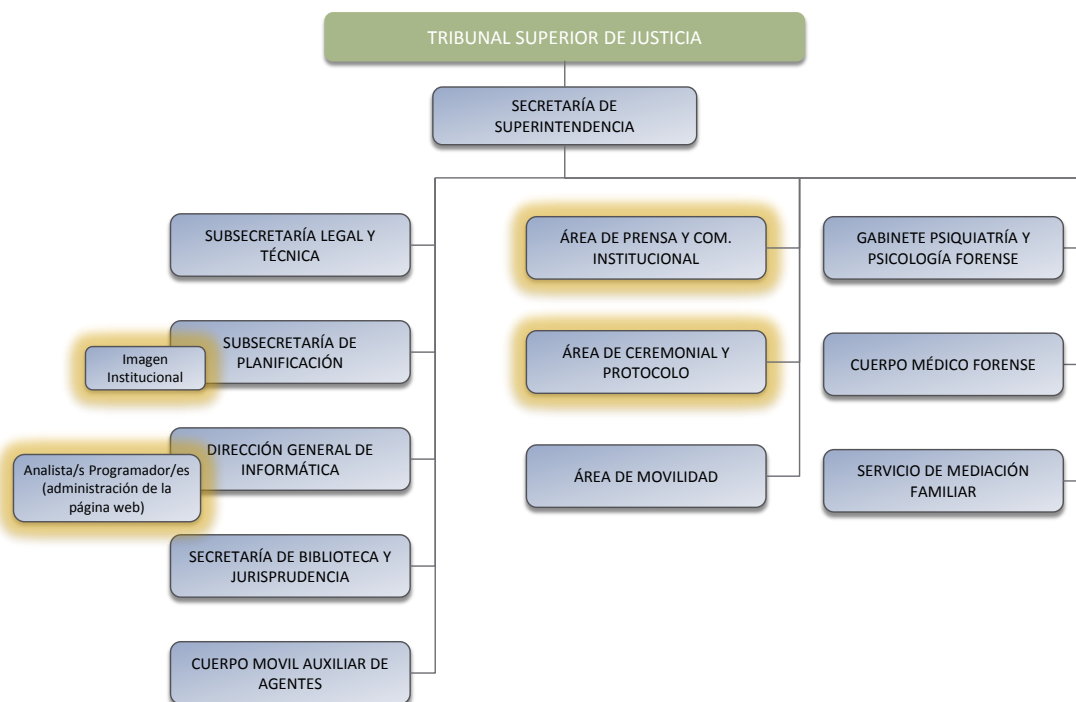 TRIBUNAL SUPERIOR DE JUSTICIA
SECRETARÍA DE
SUPERINTENDENCIA
SUBSECRETARÍA LEGAL Y
TÉCNICA
SUBSECRETARÍA DE
PLANIFICACIÓN
Imagen
Institucional
DIRECCIÓN GENERAL DE
INFORMÁTICA
Analista/s Programador/es
(administración de la
página web)
SECRETARÍA DE BIBLIOTECA Y
JURISPRUDENCIA
CUERPO MOVIL AUXILIAR DE
AGENTES
ÁREA DE PRENSA Y COM.
INSTITUCIONAL
ÁREA DE CEREMONIAL Y
PROTOCOLO
ÁREA DE MOVILIDAD
GABINETE PSIQUIATRÍA Y
PSICOLOGÍA FORENSE
CUERPO MÉDICO FORENSE
SERVICIO DE MEDIACIÓN
FAMILIAR